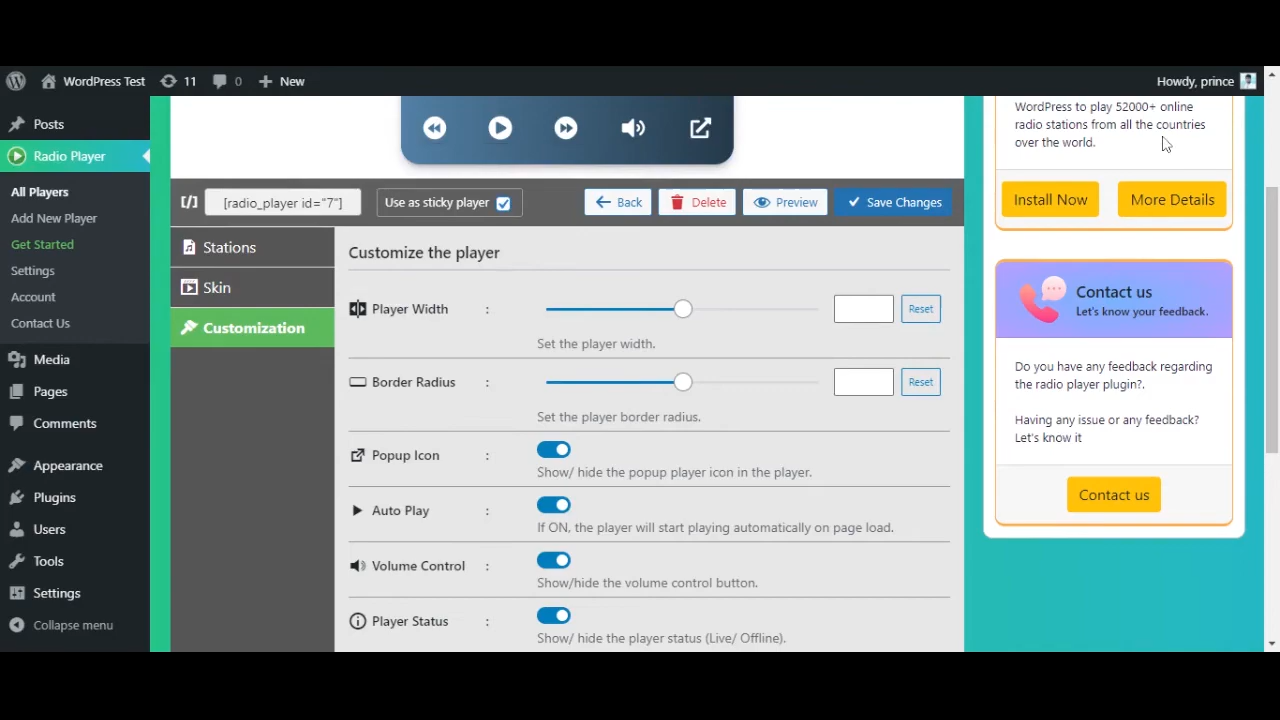 WordPress Test 11 0 New Howdy, prince
Posts
Radio Player
All Players
Add New Player
Get Started
Settings
Account
Contact Us
Media
Pages
Comments
Appearance
Plugins
Users
Tools
Settings
Collapse menu
[/] [radio_player id="7"] Use as sticky player Back Delete Preview Save Changes
Stations
Skin
Customization
Customize the player
Player Width : Reset
Set the player width.
Border Radius : Reset
Set the player border radius.
Popup Icon :
Show/ hide the popup player icon in the player.
Auto Play :
If ON, the player will start playing automatically on page load.
Volume Control :
Show/hide the volume control button.
Player Status :
Show/ hide the player status (Live/ Offline).
WordPress to play 52000+ online
radio stations from all the countries
over the world.
Install Now More Details
Contact us
Let's know your feedback.
Do you have any feedback regarding
the radio player plugin?.
Having any issue or any feedback?
Let's know it
Contact us